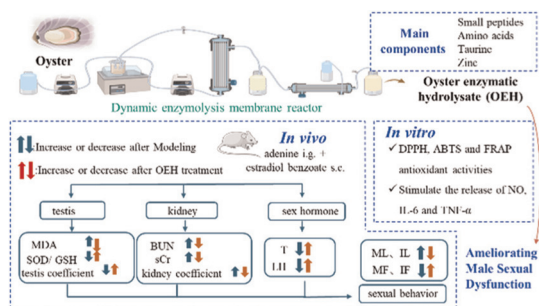 Oyster
Dynamic enzymolysis membrane reactor
Main
components
Small peptides
Amino acids
Taurine
Zinc
Oyster enzymatic
hydrolysate (OEH)
:Increase or decrease after Modeling
:Increase or decrease after OEH treatment
In vivo
adenine i.g. +
estradiol benzoate s.c.
In vitro
✓ DPPH, ABTS and FRAP
antioxidant activities
✓ Stimulate the release of NO,
IL-6 and TNF-α
testis
kidney
sex hormone
MDA
SOD/ GSH
testis coefficient
BUN
sCr
kidney coefficient
T
LH
ML、IL
MF、IF
sexual behavior
Ameliorating
Male Sexual
Dysfunction